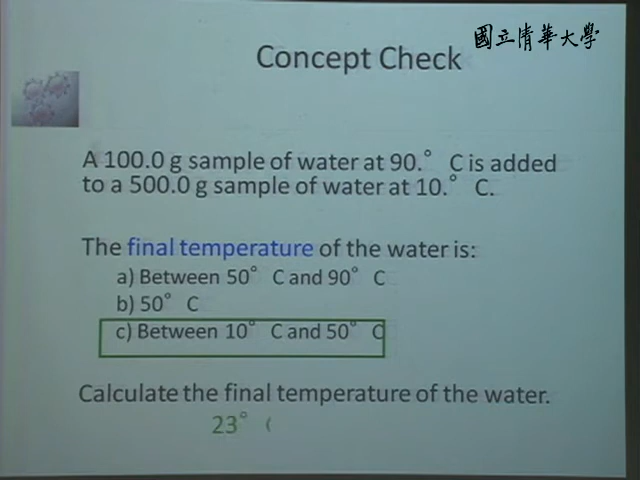 國立清華大學
Concept Check
A 100.0 g sample of water at 90.° C is added
to a 500.0 g sample of water at 10.° C.
The final temperature of the water is:
a) Between 50° C and 90° C
b) 50° C
c) Between 10° C and 50° C
Calculate the final temperature of the water.
23° C